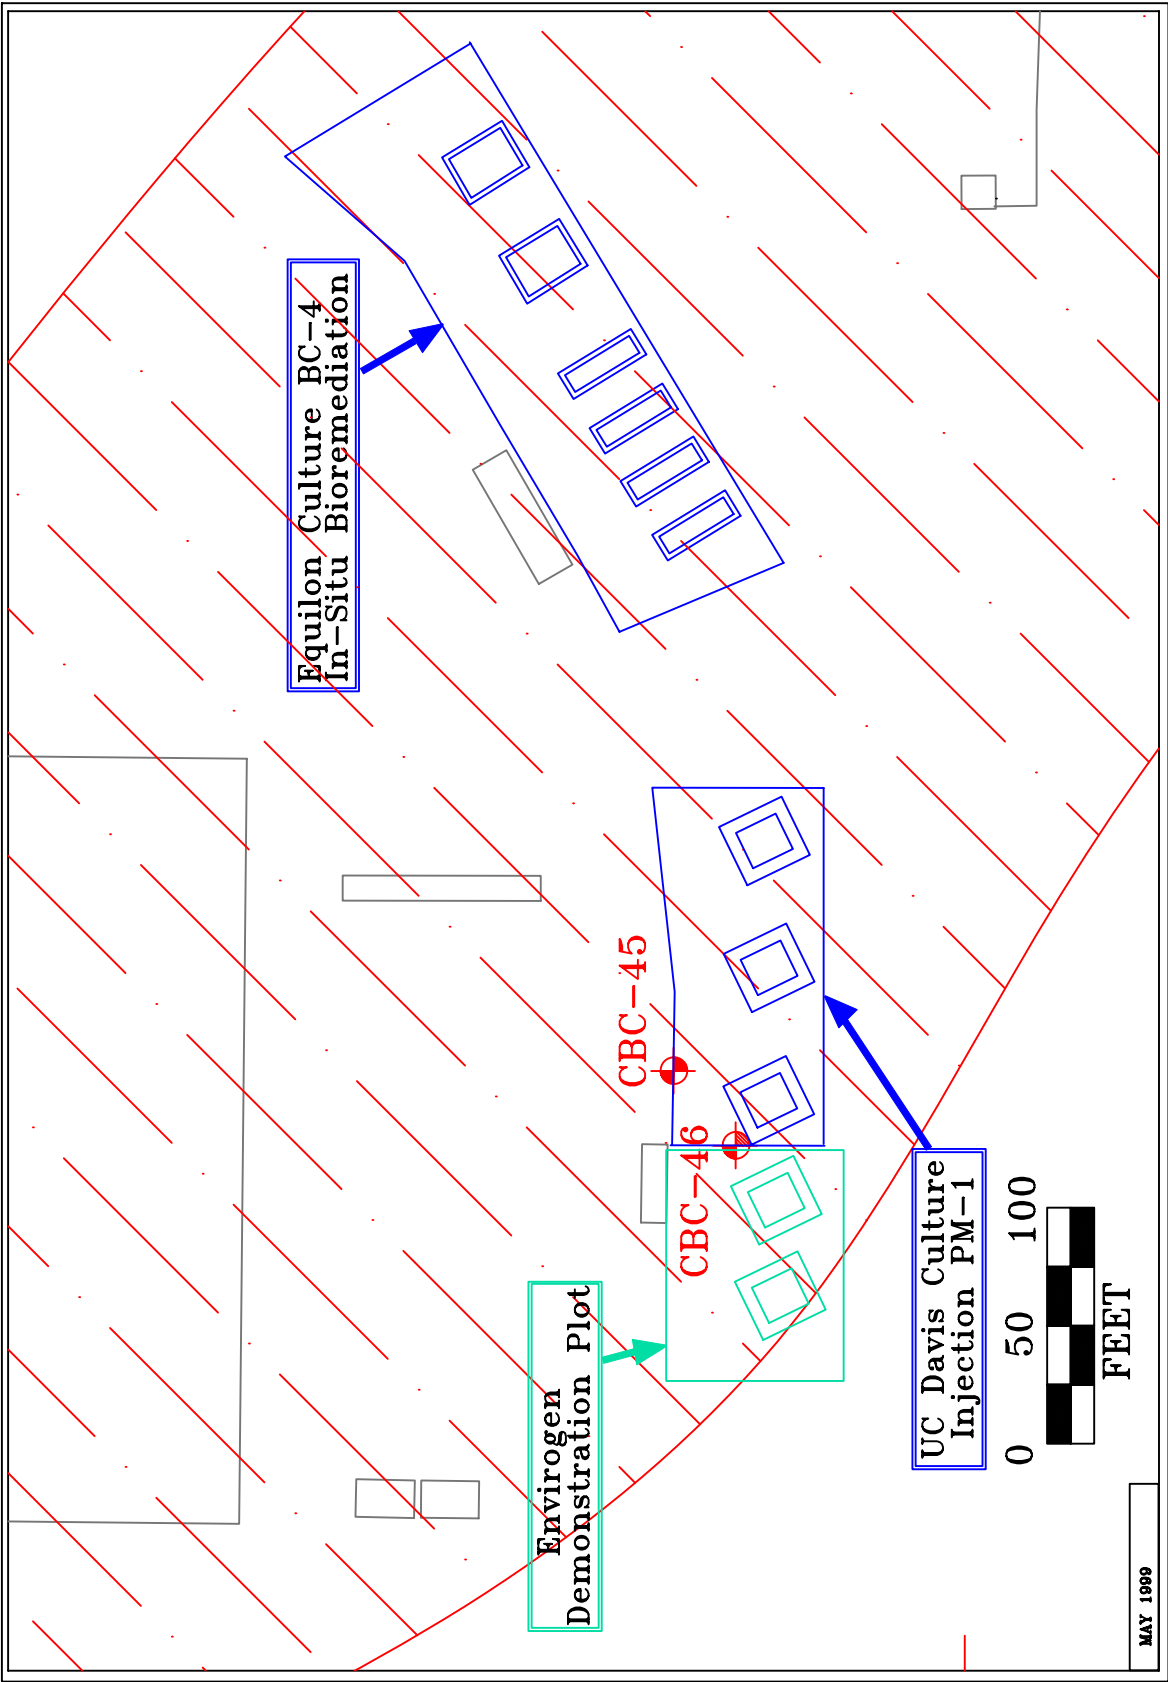 Equilon Culture BC-4
In-Situ Bioremediation
CBC-45
CBC-46
Envirogen
Demonstration Plot
UC Davis Culture
Injection PM-1
0 50 100
FEET
MAY 1999